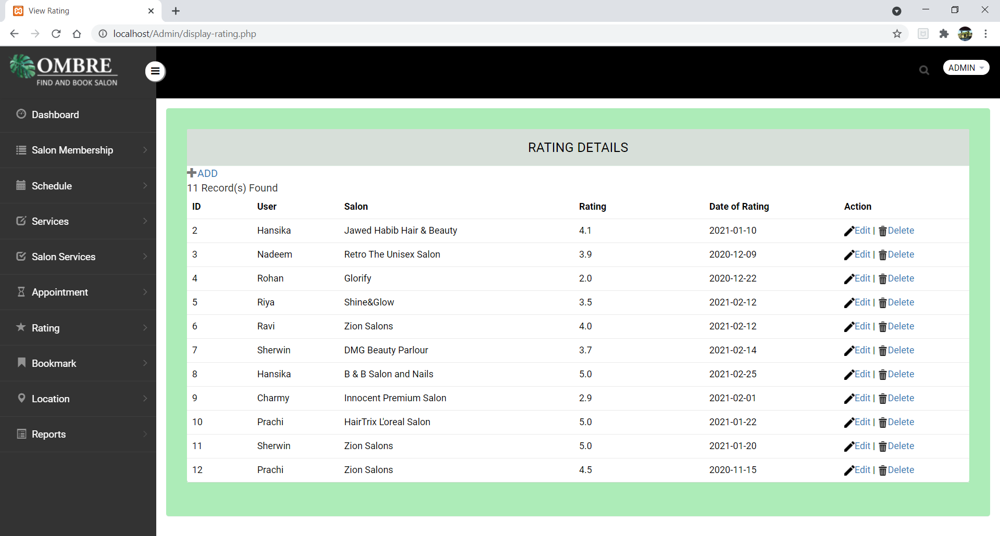 View Rating
localhost/Admin/display-rating.php
OMBRE
FIND AND BOOK SALON
ADMIN
Dashboard
Salon Membership
Schedule
Services
Salon Services
Appointment
Rating
Bookmark
Location
Reports
RATING DETAILS
ADD
11 Record(s) Found
ID User Salon Rating Date of Rating Action
2 Hansika Jawed Habib Hair & Beauty 4.1 2021-01-10 Edit | Delete
3 Nadeem Retro The Unisex Salon 3.9 2020-12-09 Edit | Delete
4 Rohan Glorify 2.0 2020-12-22 Edit | Delete
5 Riya Shine&Glow 3.5 2021-02-12 Edit | Delete
6 Ravi Zion Salons 4.0 2021-02-12 Edit | Delete
7 Sherwin DMG Beauty Parlour 3.7 2021-02-14 Edit | Delete
8 Hansika B & B Salon and Nails 5.0 2021-02-25 Edit | Delete
9 Charmy Innocent Premium Salon 2.9 2021-02-01 Edit | Delete
10 Prachi HairTrix L'oreal Salon 5.0 2021-01-22 Edit | Delete
11 Sherwin Zion Salons 5.0 2021-01-20 Edit | Delete
12 Prachi Zion Salons 4.5 2020-11-15 Edit | Delete